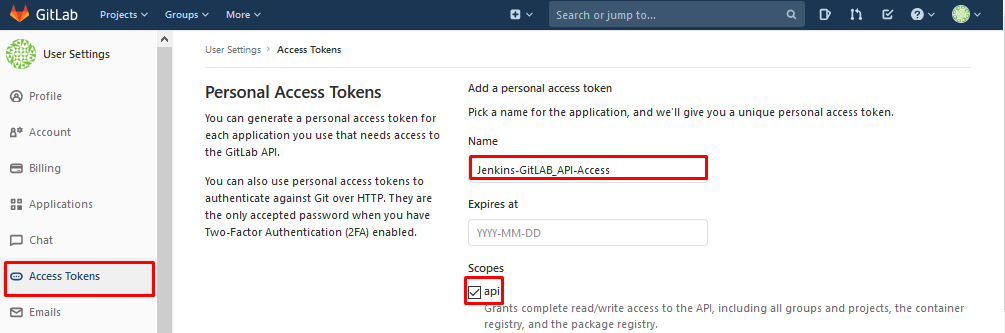 GitLab Projects Groups More Search or jump to...
User Settings
User Settings > Access Tokens
Profile
Account
Billing
Applications
Chat
Access Tokens
Emails
Personal Access Tokens
You can generate a personal access token for
each application you use that needs access to
the GitLab API.
You can also use personal access tokens to
authenticate against Git over HTTP. They are
the only accepted password when you have
Two-Factor Authentication (2FA) enabled.
Add a personal access token
Pick a name for the application, and we'll give you a unique personal access token.
Name
Jenkins-GitLAB_API-Access
Expires at
YYYY-MM-DD
Scopes
api
Grants complete read/write access to the API, including all groups and projects, the container
registry, and the package registry.